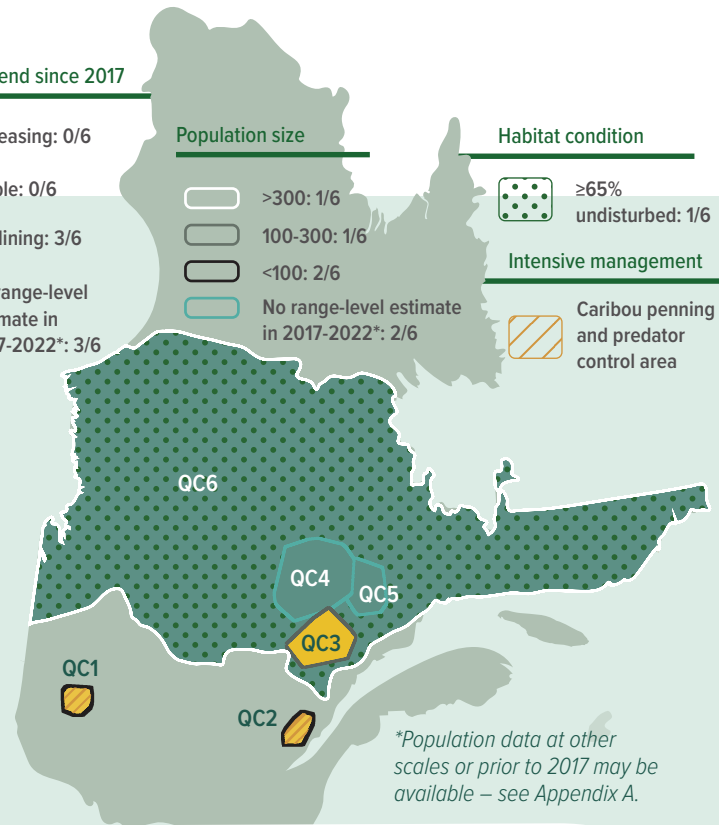 end since 2017
easing: 0/6
ble: 0/6
lining: 3/6
range-level
mate in
7-2022*: 3/6
Population size
>300: 1/6
100-300: 1/6
<100: 2/6
No range-level estimate
in 2017-2022*: 2/6
Habitat condition
≥65%
undisturbed: 1/6
Intensive management
Caribou penning
and predator
control area
QC6
QC4
QC5
QC3
QC1
QC2
*Population data at other
scales or prior to 2017 may be
available – see Appendix A.